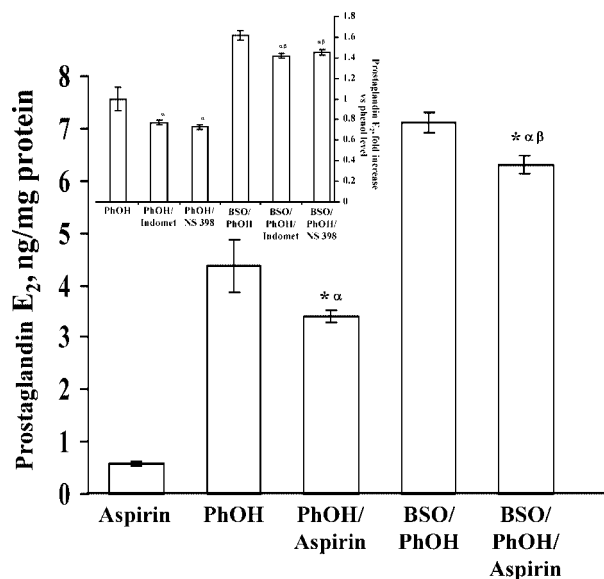 1.8
1.6
1.4
1.2
1
0.8
0.6
0.4
0.2
0
Prostaglandin E2, fold increase
vs phenol level
α
α
αβ
αβ
PhOH
PhOH/
Indomet
PhOH/
NS 398
BSO/
PhOH
BSO/
PhOH/
Indomet
BSO/
PhOH/
NS 398
Prostaglandin E2, ng/mg protein
8
7
6
5
4
3
2
1
0
* α
* α β
Aspirin
PhOH
PhOH/
Aspirin
BSO/
PhOH
BSO/
PhOH/
Aspirin